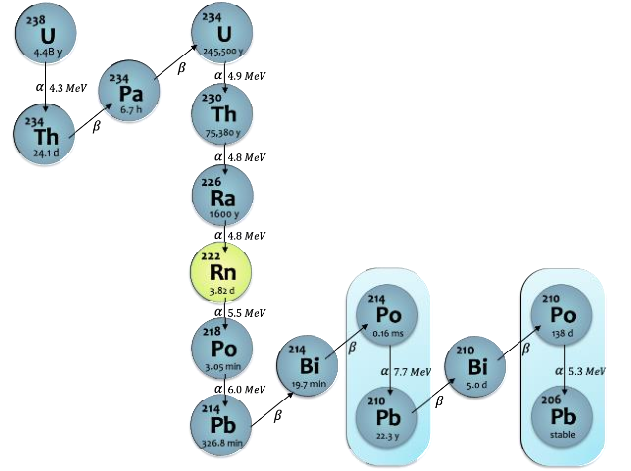 238
U
4.4B y
α 4.3 MeV
234
Th
24.1 d
β
234
Pa
6.7 h
β
234
U
245,500 y
α 4.9 MeV
230
Th
75,380 y
α 4.8 MeV
226
Ra
1600 y
α 4.8 MeV
222
Rn
3.82 d
α 5.5 MeV
218
Po
3.05 min
α 6.0 MeV
214
Pb
326.8 min
β
214
Bi
19.7 min
β
214
Po
0.16 ms
α 7.7 MeV
210
Pb
22.3 y
β
210
Bi
5.0 d
β
210
Po
138 d
α 5.3 MeV
206
Pb
stable